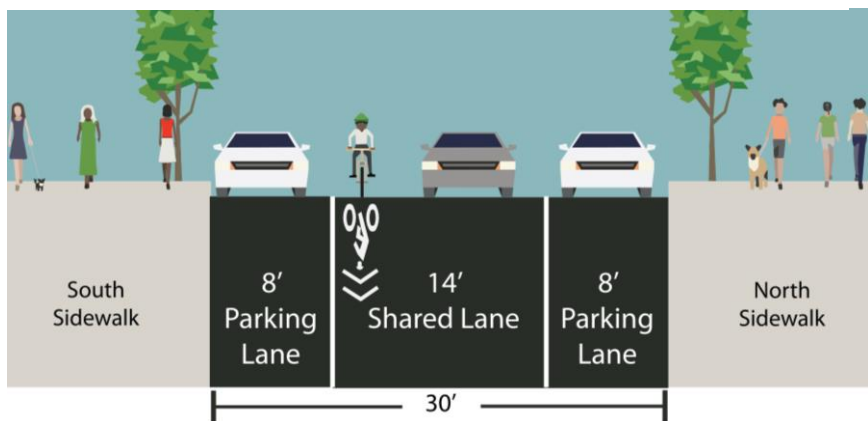 South
Sidewalk
8’
Parking
Lane
14’
Shared Lane
8’
Parking
Lane
North
Sidewalk
30’